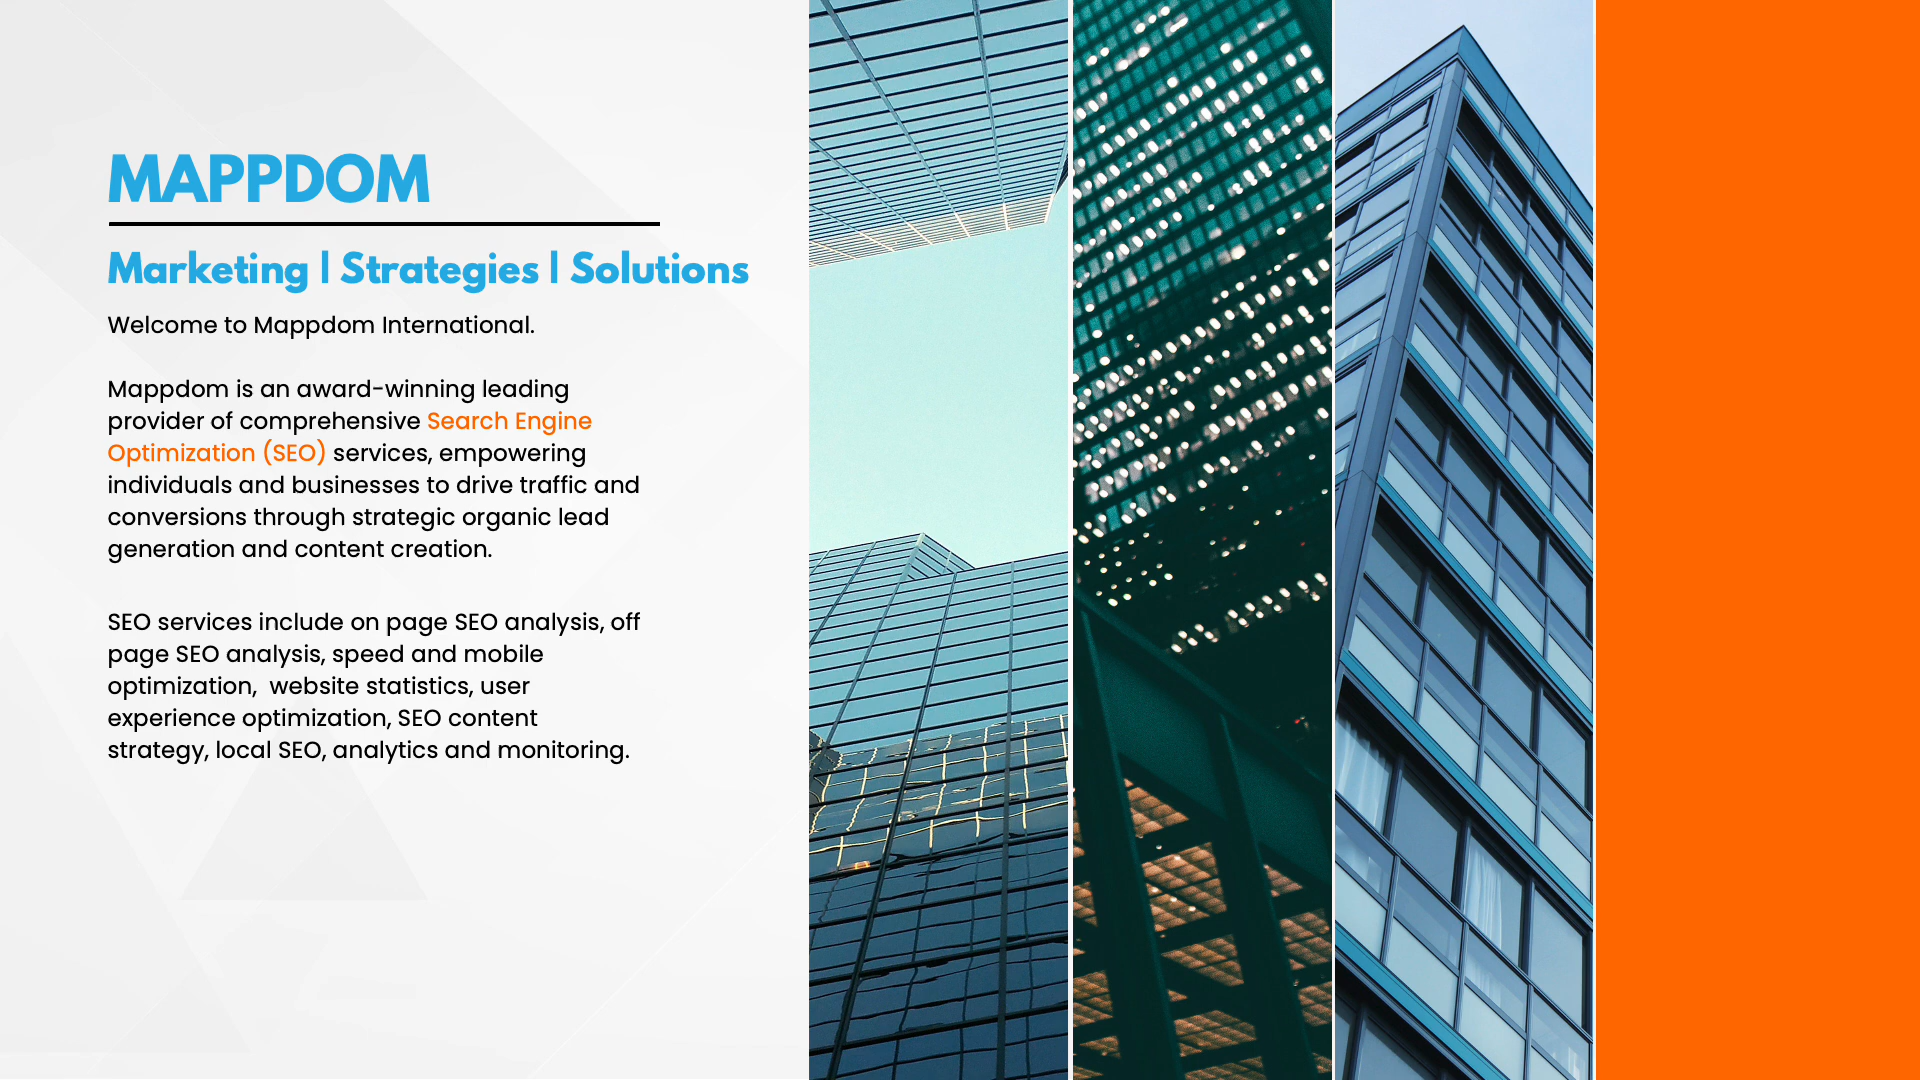 MAPPDOM
Marketing | Strategies | Solutions
Welcome to Mappdom International.
Mappdom is an award-winning leading
provider of comprehensive Search Engine
Optimization (SEO) services, empowering
individuals and businesses to drive traffic and
conversions through strategic organic lead
generation and content creation.
SEO services include on page SEO analysis, off
page SEO analysis, speed and mobile
optimization,  website statistics, user
experience optimization, SEO content
strategy, local SEO, analytics and monitoring.